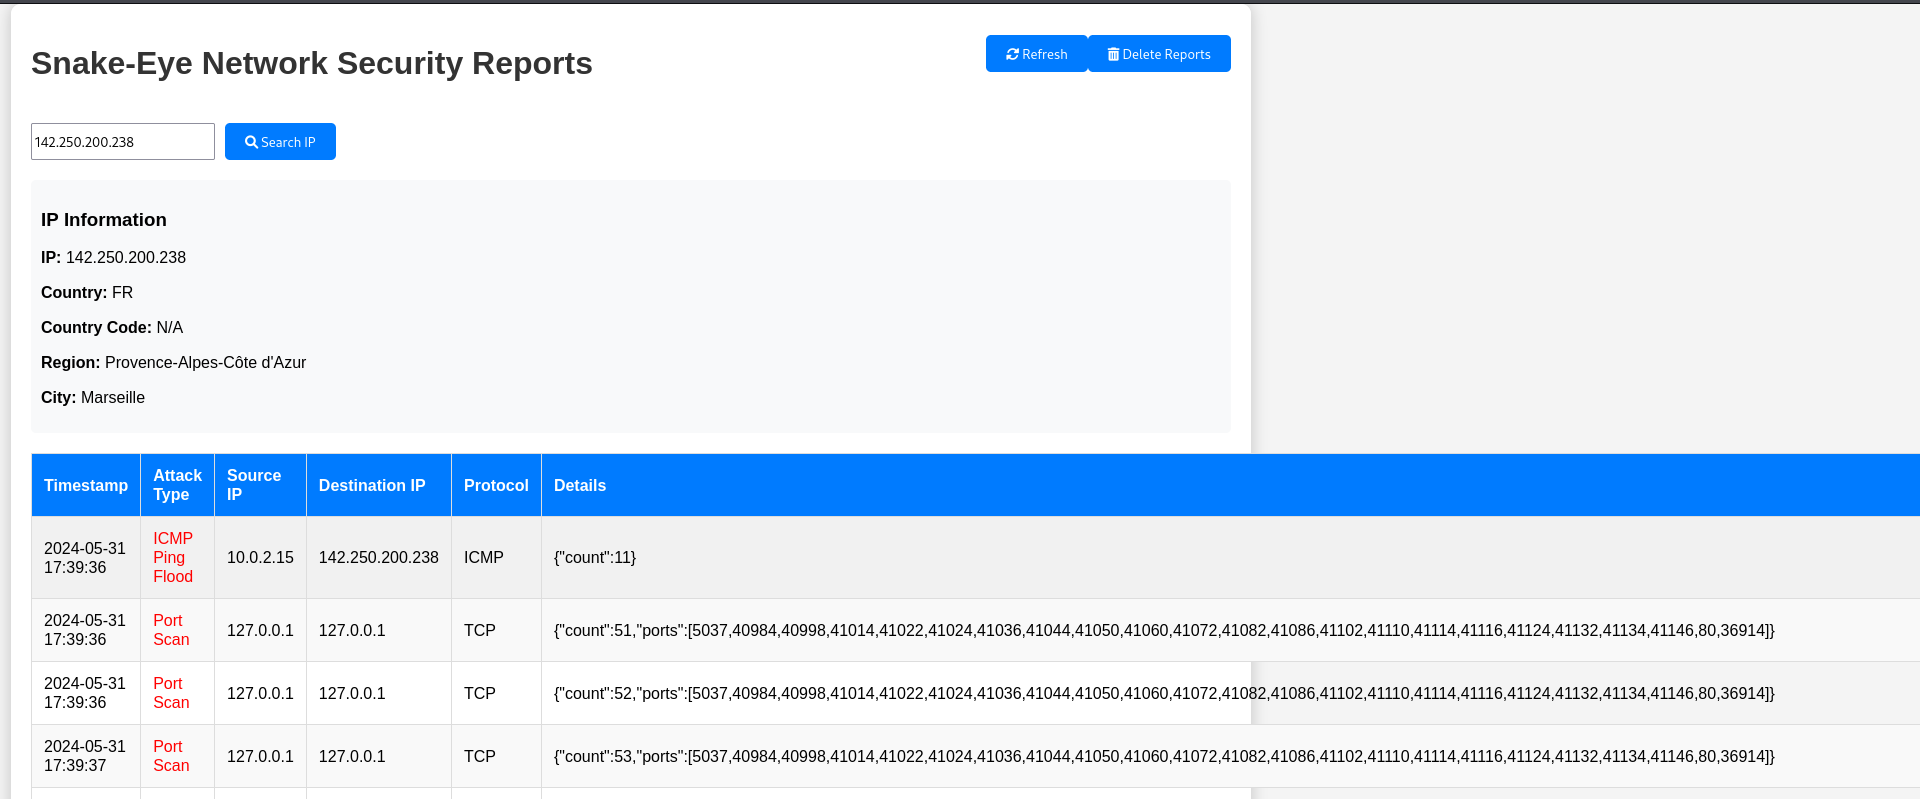 Snake-Eye Network Security Reports
Refresh
Delete Reports
142.250.200.238
Search IP
IP Information
IP: 142.250.200.238
Country: FR
Country Code: N/A
Region: Provence-Alpes-Côte d'Azur
City: Marseille
Timestamp Attack Type Source IP Destination IP Protocol Details
2024-05-31 17:39:36 ICMP Ping Flood 10.0.2.15 142.250.200.238 ICMP {"count":11}
2024-05-31 17:39:36 Port Scan 127.0.0.1 127.0.0.1 TCP {"count":51,"ports":[5037,40984,40998,41014,41022,41024,41036,41044,41050,41060,41072,41082,41086,41102,41110,41114,41116,41124,41132,41134,41146,80,36914]}
2024-05-31 17:39:36 Port Scan 127.0.0.1 127.0.0.1 TCP {"count":52,"ports":[5037,40984,40998,41014,41022,41024,41036,41044,41050,41060,41072,41082,41086,41102,41110,41114,41116,41124,41132,41134,41146,80,36914]}
2024-05-31 17:39:37 Port Scan 127.0.0.1 127.0.0.1 TCP {"count":53,"ports":[5037,40984,40998,41014,41022,41024,41036,41044,41050,41060,41072,41082,41086,41102,41110,41114,41116,41124,41132,41134,41146,80,36914]}